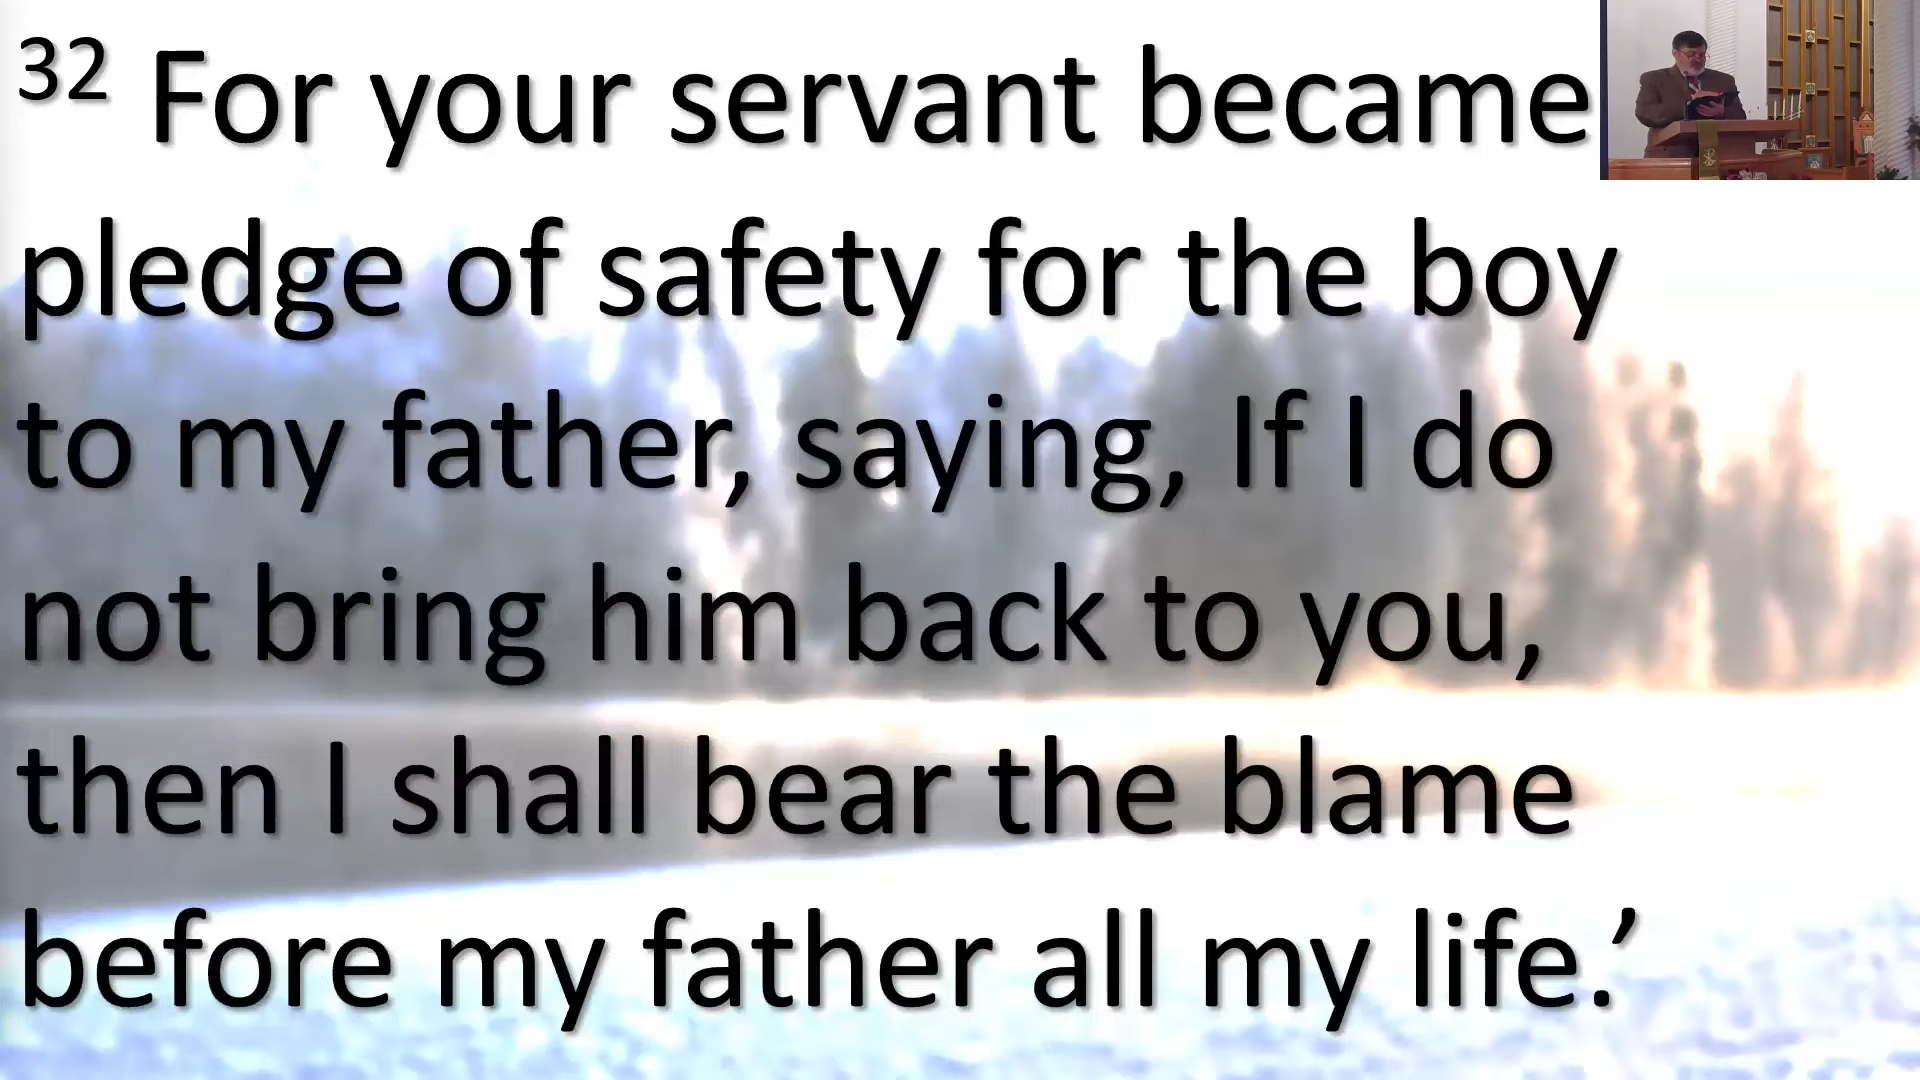 32 For your servant became
pledge of safety for the boy
to my father, saying, If I do
not bring him back to you,
then I shall bear the blame
before my father all my life.’